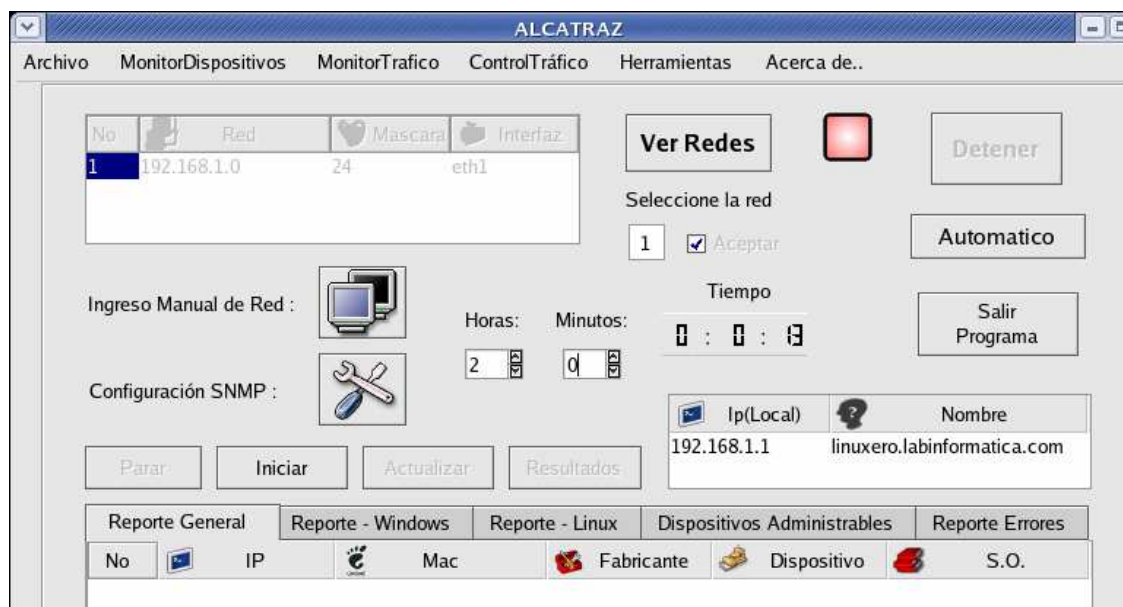 ALCATRAZ
Archivo MonitorDispositivos MonitorTrafico ControlTráfico Herramientas Acerca de..
No Red Mascara Interfaz
1 192.168.1.0 24 eth1
Ver Redes
Detener
Seleccione la red
1 Aceptar
Automatico
Ingreso Manual de Red :
Horas: Minutos:
2 0
Tiempo
0 : 0 : 13
Salir
Programa
Configuración SNMP :
Ip(Local) Nombre
192.168.1.1 linuxero.labinformatica.com
Parar Iniciar Actualizar Resultados
Reporte General Reporte - Windows Reporte - Linux Dispositivos Administrables Reporte Errores
No IP Mac Fabricante Dispositivo S.O.